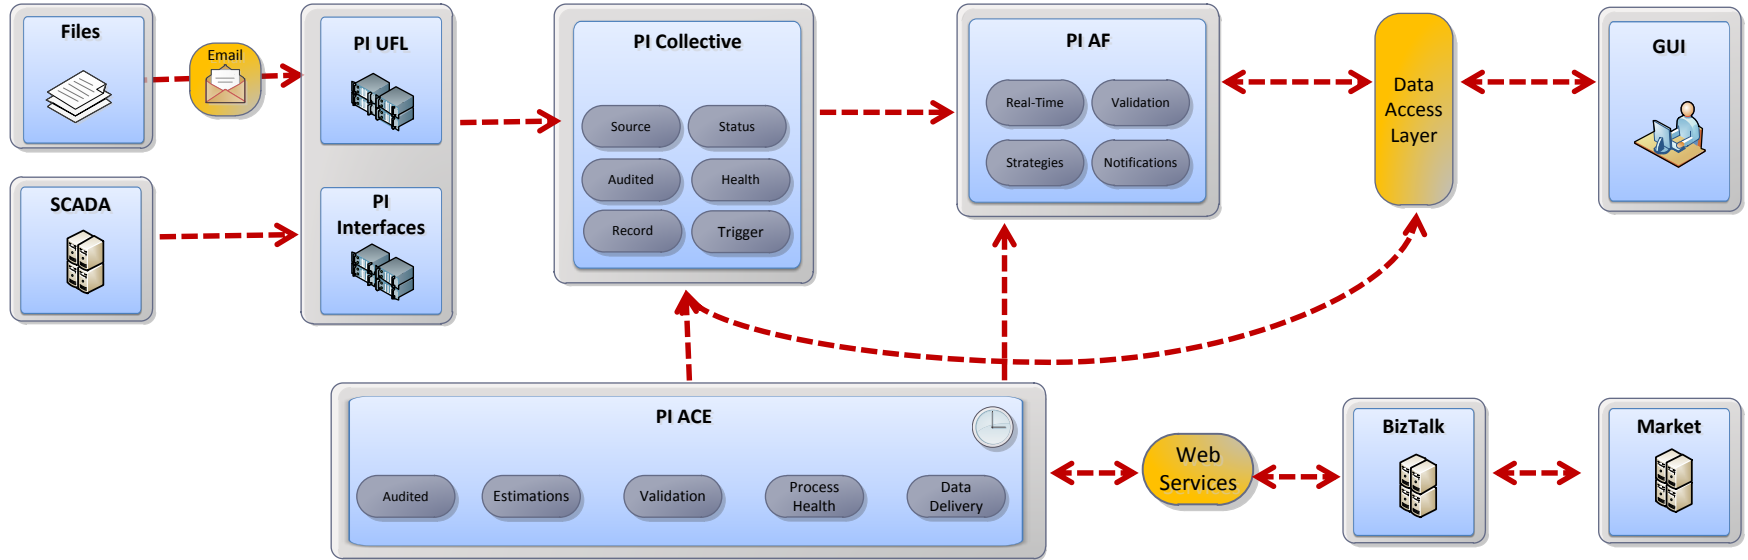 Files
Email
SCADA
PI UFL
PI
Interfaces
PI Collective
Source
Status
Audited
Health
Record
Trigger
PI AF
Real-Time
Validation
Strategies
Notifications
Data
Access
Layer
GUI
PI ACE
Audited
Estimations
Validation
Process
Health
Data
Delivery
Web
Services
BizTalk
Market